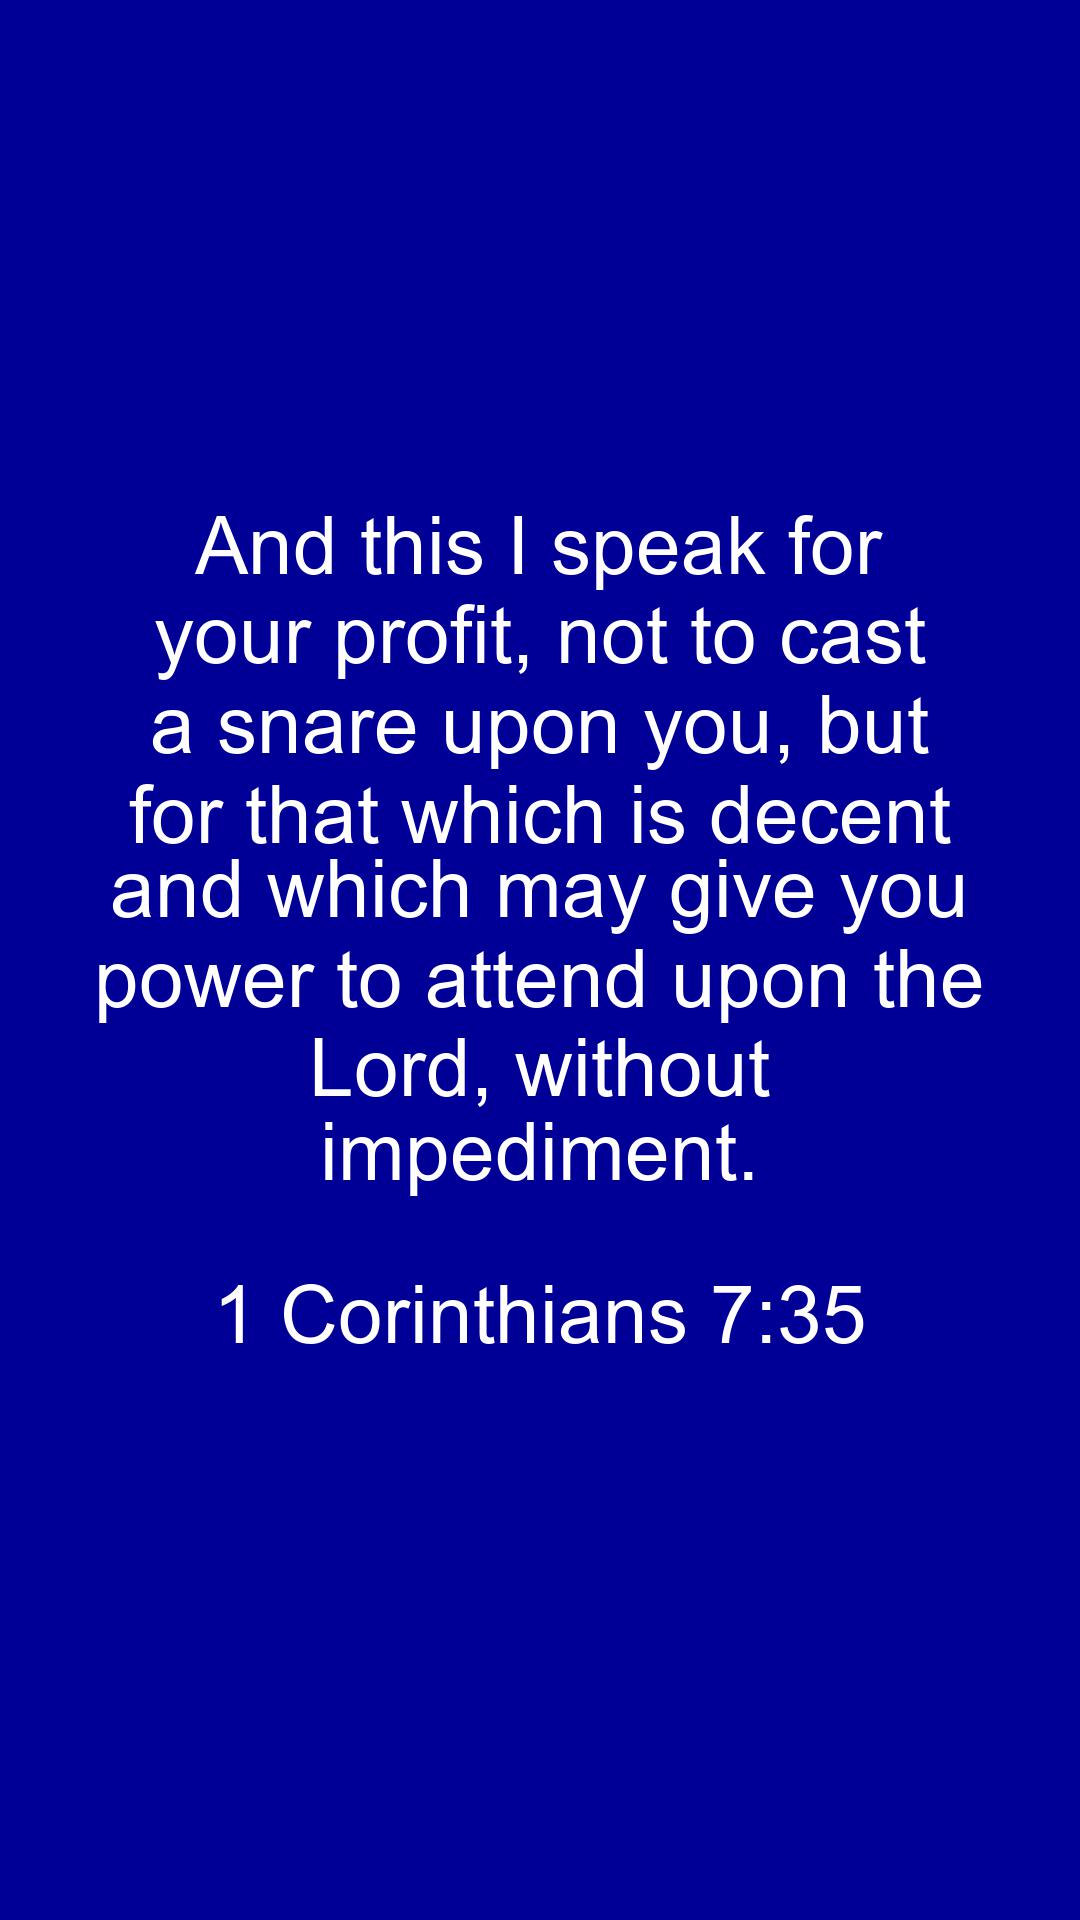 And this I speak for
your profit, not to cast
a snare upon you, but
for that which is decent
and which may give you
power to attend upon the
Lord, without
impediment.
1 Corinthians 7:35